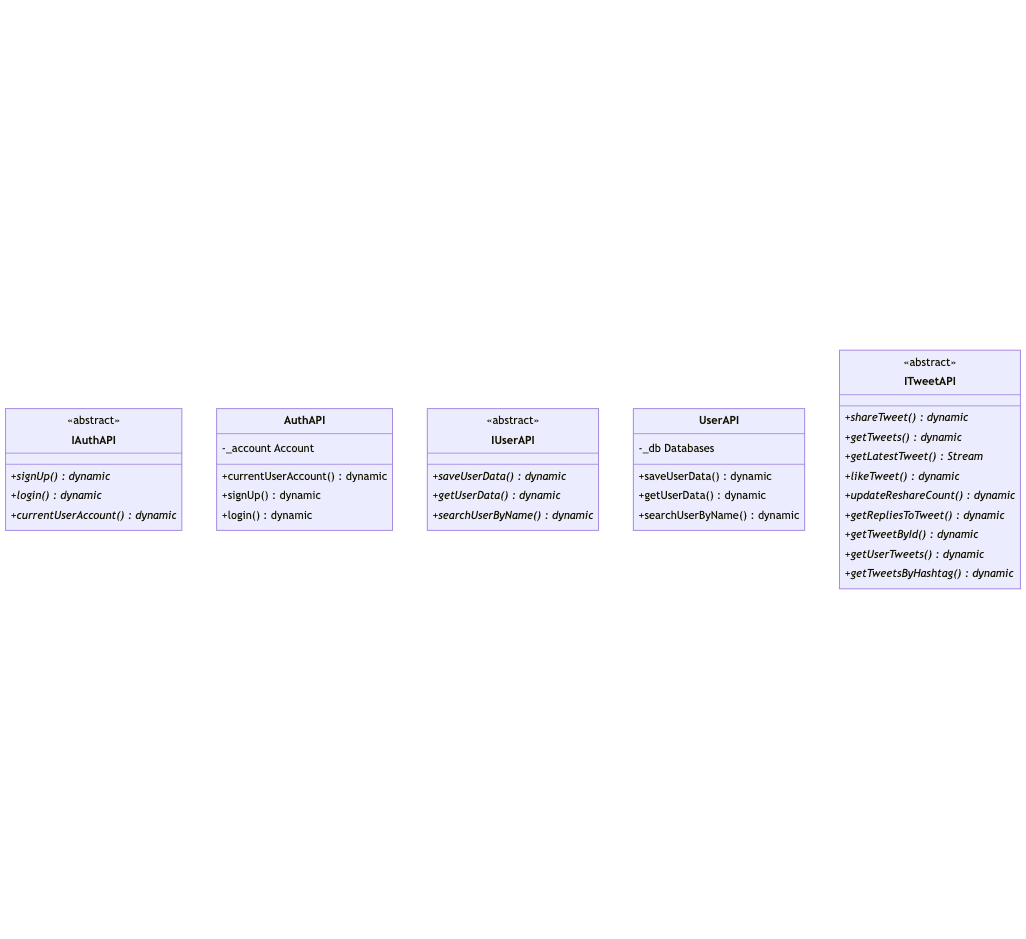 «abstract»
IAuthAPI
+signUp() : dynamic
+login() : dynamic
+currentUserAccount() : dynamic
AuthAPI
-_account Account
+currentUserAccount() : dynamic
+signUp() : dynamic
+login() : dynamic
«abstract»
IUserAPI
+saveUserData() : dynamic
+getUserData() : dynamic
+searchUserByName() : dynamic
UserAPI
-_db Databases
+saveUserData() : dynamic
+getUserData() : dynamic
+searchUserByName() : dynamic
«abstract»
ITweetAPI
+shareTweet() : dynamic
+getTweets() : dynamic
+getLatestTweet() : Stream
+likeTweet() : dynamic
+updateReshareCount() : dynamic
+getRepliesToTweet() : dynamic
+getTweetById() : dynamic
+getUserTweets() : dynamic
+getTweetsByHashtag() : dynamic